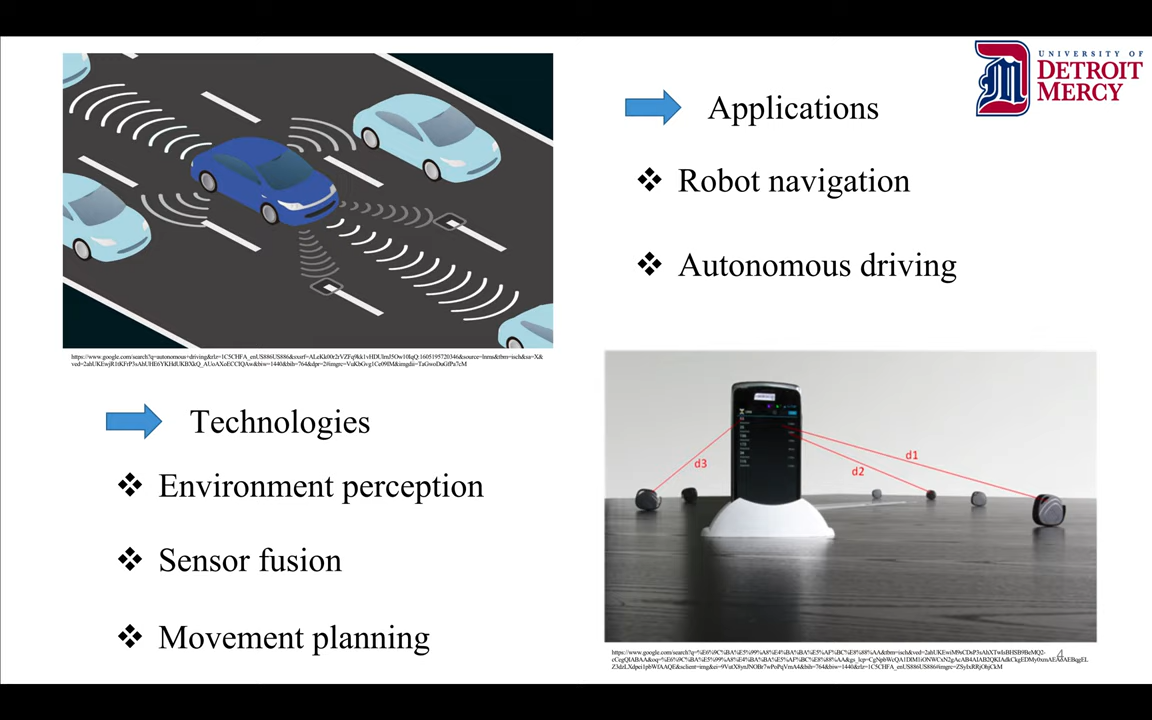 UNIVERSITY OF
DETROIT
MERCY
Applications
Robot navigation
Autonomous driving
Technologies
Environment perception
Sensor fusion
Movement planning
d3
d2
d1
4